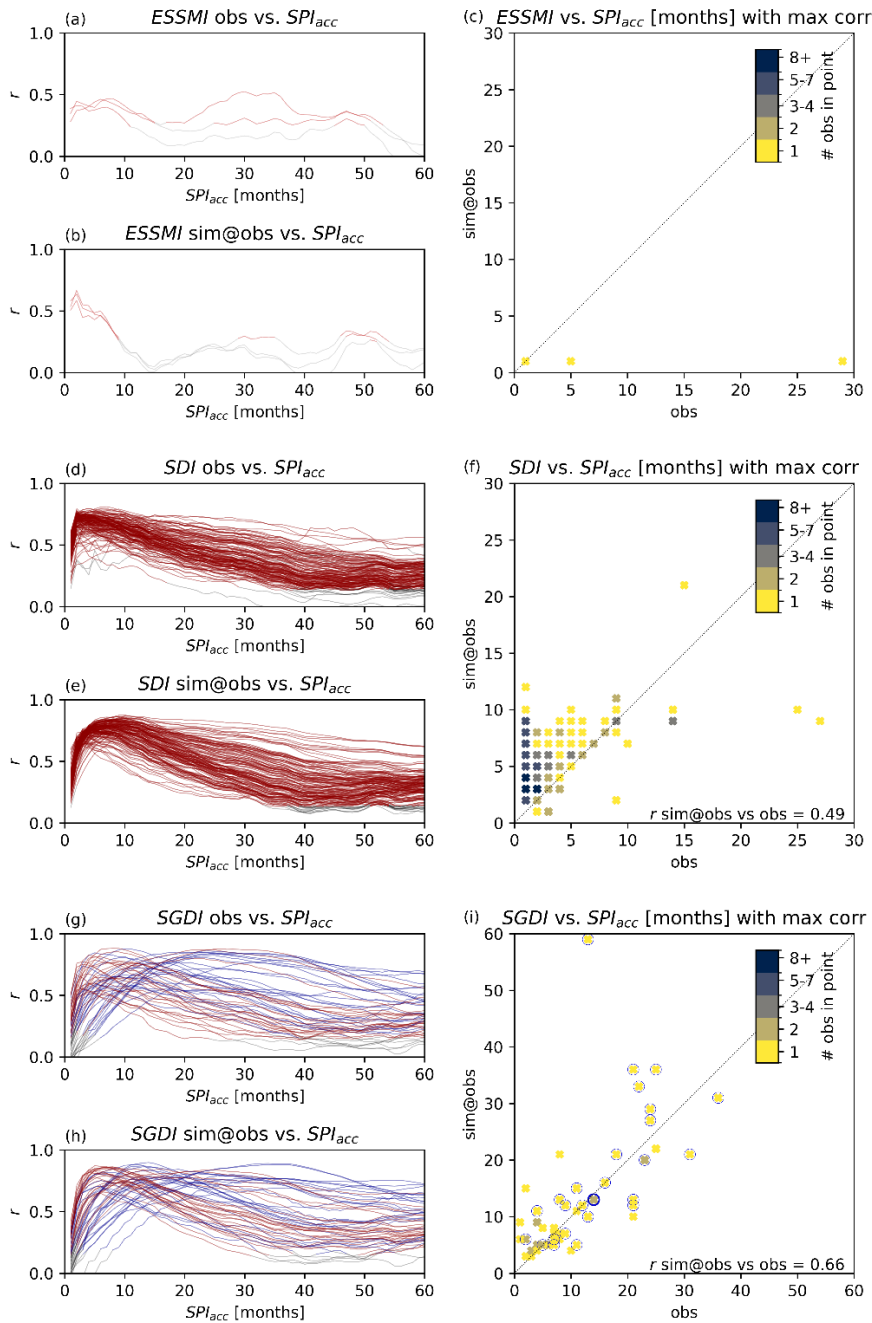 (a) ESSMI obs vs. SPIacc
1.0
0.5
0.0
r
0 10 20 30 40 50 60
SPIacc [months]
(b) ESSMI sim@obs vs. SPIacc
1.0
0.5
0.0
r
0 10 20 30 40 50 60
SPIacc [months]
(c) ESSMI vs. SPIacc [months] with max corr
30
25
20
15
10
5
0
sim@obs
0 5 10 15 20 25 30
obs
8+
5-7
3-4
2
1
# obs in point
(d) SDI obs vs. SPIacc
1.0
0.5
0.0
r
0 10 20 30 40 50 60
SPIacc [months]
(e) SDI sim@obs vs. SPIacc
1.0
0.5
0.0
r
0 10 20 30 40 50 60
SPIacc [months]
(f) SDI vs. SPIacc [months] with max corr
30
25
20
15
10
5
0
sim@obs
8+
5-7
3-4
2
1
# obs in point
r sim@obs vs obs = 0.49
0 5 10 15 20 25 30
obs
(g) SGDI obs vs. SPIacc
1.0
0.5
0.0
r
0 10 20 30 40 50 60
SPIacc [months]
(h) SGDI sim@obs vs. SPIacc
1.0
0.5
0.0
r
0 10 20 30 40 50 60
SPIacc [months]
(i) SGDI vs. SPIacc [months] with max corr
60
50
40
30
20
10
0
sim@obs
8+
5-7
3-4
2
1
# obs in point
r sim@obs vs obs = 0.66
0 10 20 30 40 50 60
obs